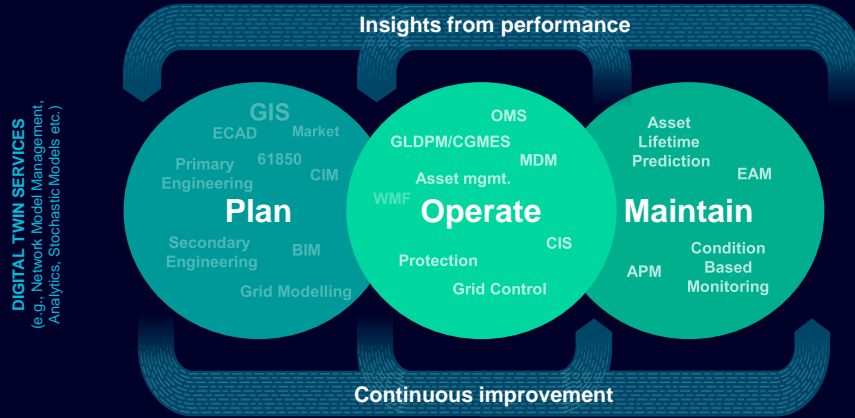 Insights from performance
DIGITAL TWIN SERVICES
(e.g., Network Model Management,
Analytics, Stochastic Models etc.)
GIS
ECAD
Market
Primary
Engineering
61850
CIM
Plan
Secondary
Engineering
BIM
Grid Modelling
OMS
GLDPM/CGMES
MDM
Asset mgmt.
WMF
Operate
CIS
Protection
Grid Control
Asset
Lifetime
Prediction
EAM
Maintain
APM
Condition
Based
Monitoring
Continuous improvement